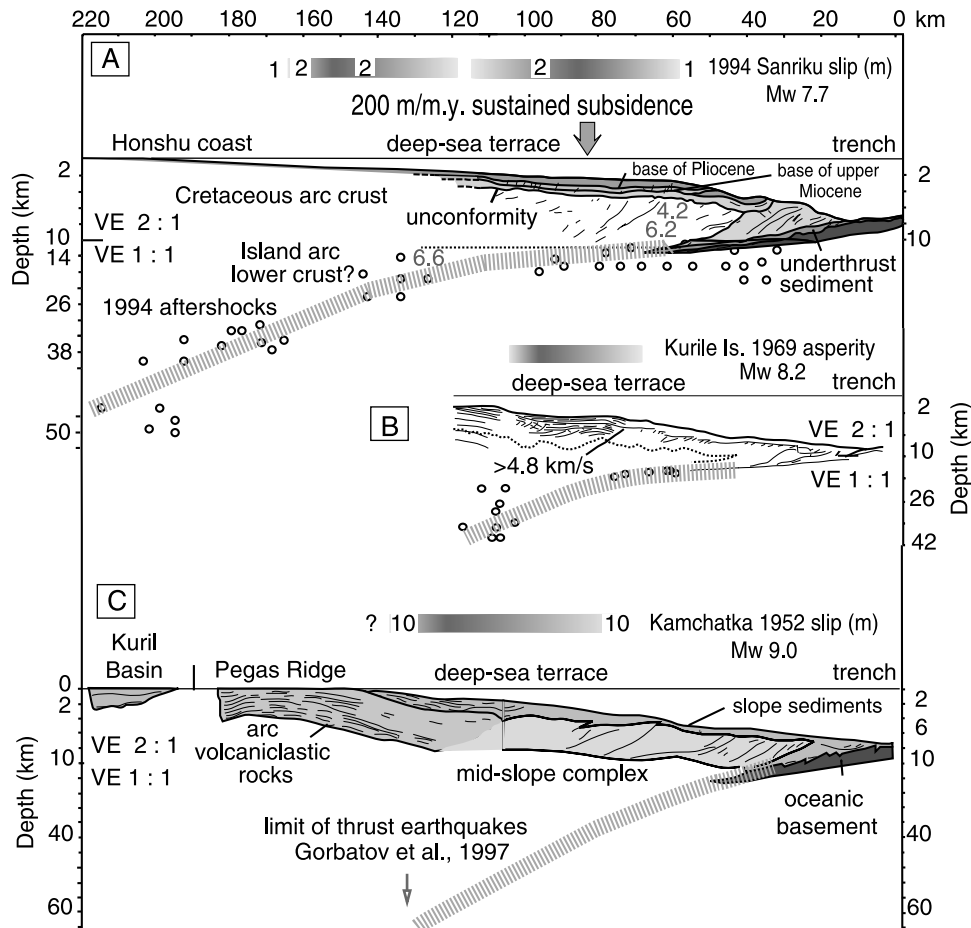 220 200 180 160 140 120 100 80 60 40 20 0 km
A
1 2 2 2 1 1994 Sanriku slip (m)
Mw 7.7
200 m/m.y. sustained subsidence
Honshu coast deep-sea terrace trench
2 2
base of Pliocene base of upper
Miocene
Cretaceous arc crust
unconformity
4.2
6.2
VE 2 : 1
10 10
VE 1 : 1
Depth (km)
14 14
Island arc
lower crust?
6.6
underthrust
sediment
26
1994 aftershocks
38
50
Kurile Is. 1969 asperity
Mw 8.2
deep-sea terrace trench
B
2
VE 2 : 1
>4.8 km/s
10
VE 1 : 1
26
42
Depth (km)
C
? 10 10 Kamchatka 1952 slip (m)
Mw 9.0
Kuril
Basin
Pegas Ridge deep-sea terrace trench
0
2 2
slope sediments
6
arc
volcaniclastic
rocks
VE 2 : 1
10 10
VE 1 : 1
mid-slope complex
oceanic
basement
Depth (km)
limit of thrust earthquakes
Gorbatov et al., 1997
40 40
60 60